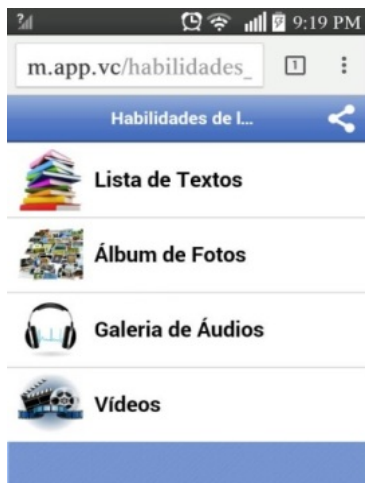 9:19 PM
m.app.vc/habilidades_
1
Habilidades de l...
Lista de Textos
Álbum de Fotos
Galeria de Áudios
Vídeos